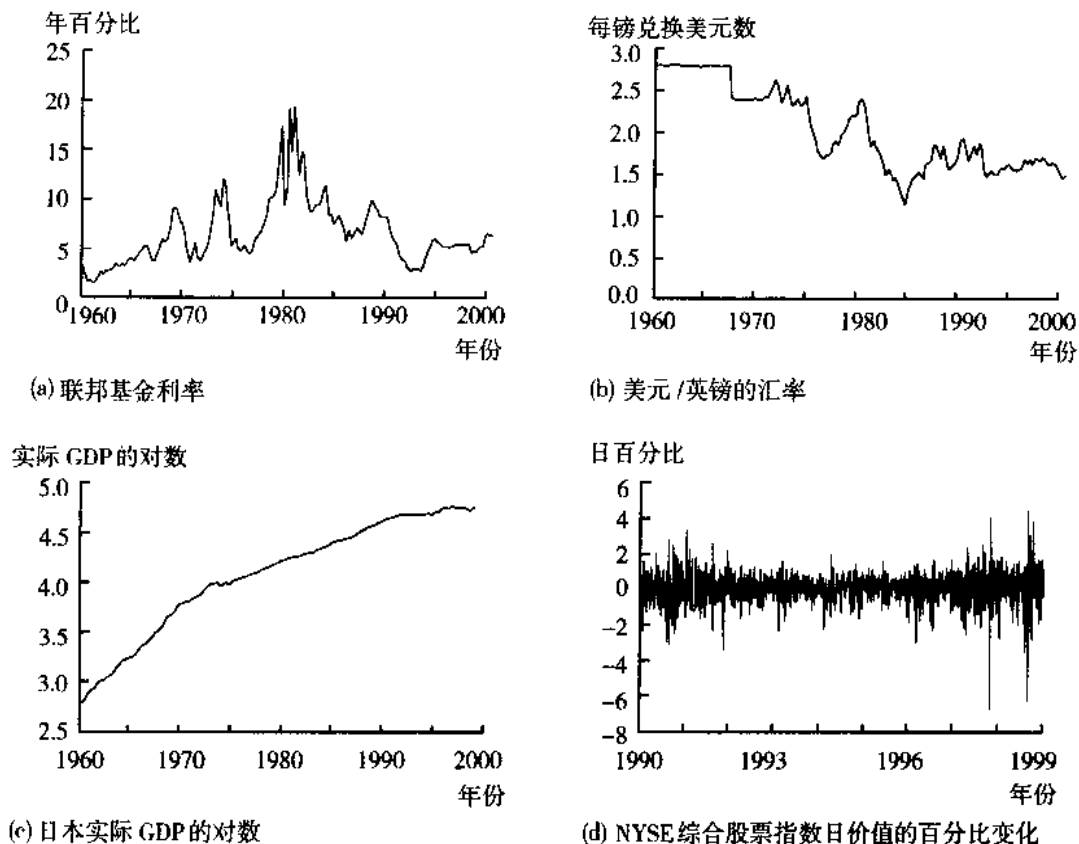 年百分比
25
20
15
10
5
0
1960 1970 1980 1990 2000
年份
(a) 联邦基金利率
每镑兑换美元数
3.0
2.5
2.0
1.5
1.0
0.5
0.0
1960 1970 1980 1990 2000
年份
(b) 美元/英镑的汇率
实际 GDP的对数
5.0
4.5
4.0
3.5
3.0
2.5
1960 1970 1980 1990 2000
年份
(c) 日本实际 GDP的对数
日百分比
6
4
2
0
-2
-4
-6
-8
1990 1993 1996 1999
年份
(d) NYSE综合股票指数日价值的百分比变化